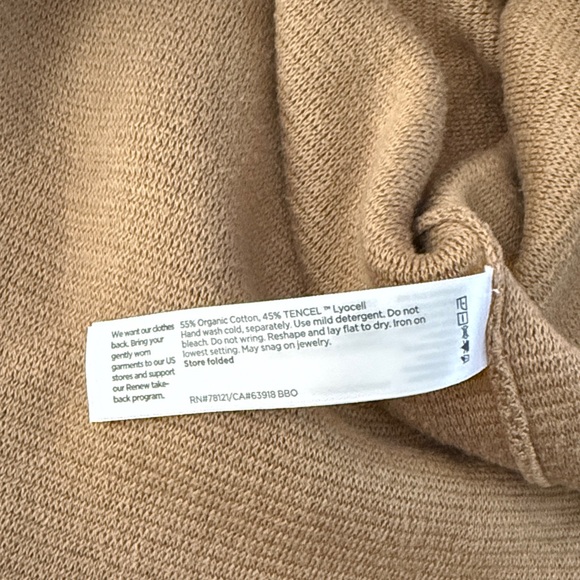 We want our clothes
back. Bring your
gently worn
garments to our US
stores and support
our Renew take-
back program.
55% Organic Cotton, 45% TENCEL™ Lyocell
Hand wash cold, separately. Use mild detergent. Do not
bleach. Do not wring. Reshape and lay flat to dry. Iron on
lowest setting. May snag on jewelry.
Store folded
RN#78121/CA#63918 BBO